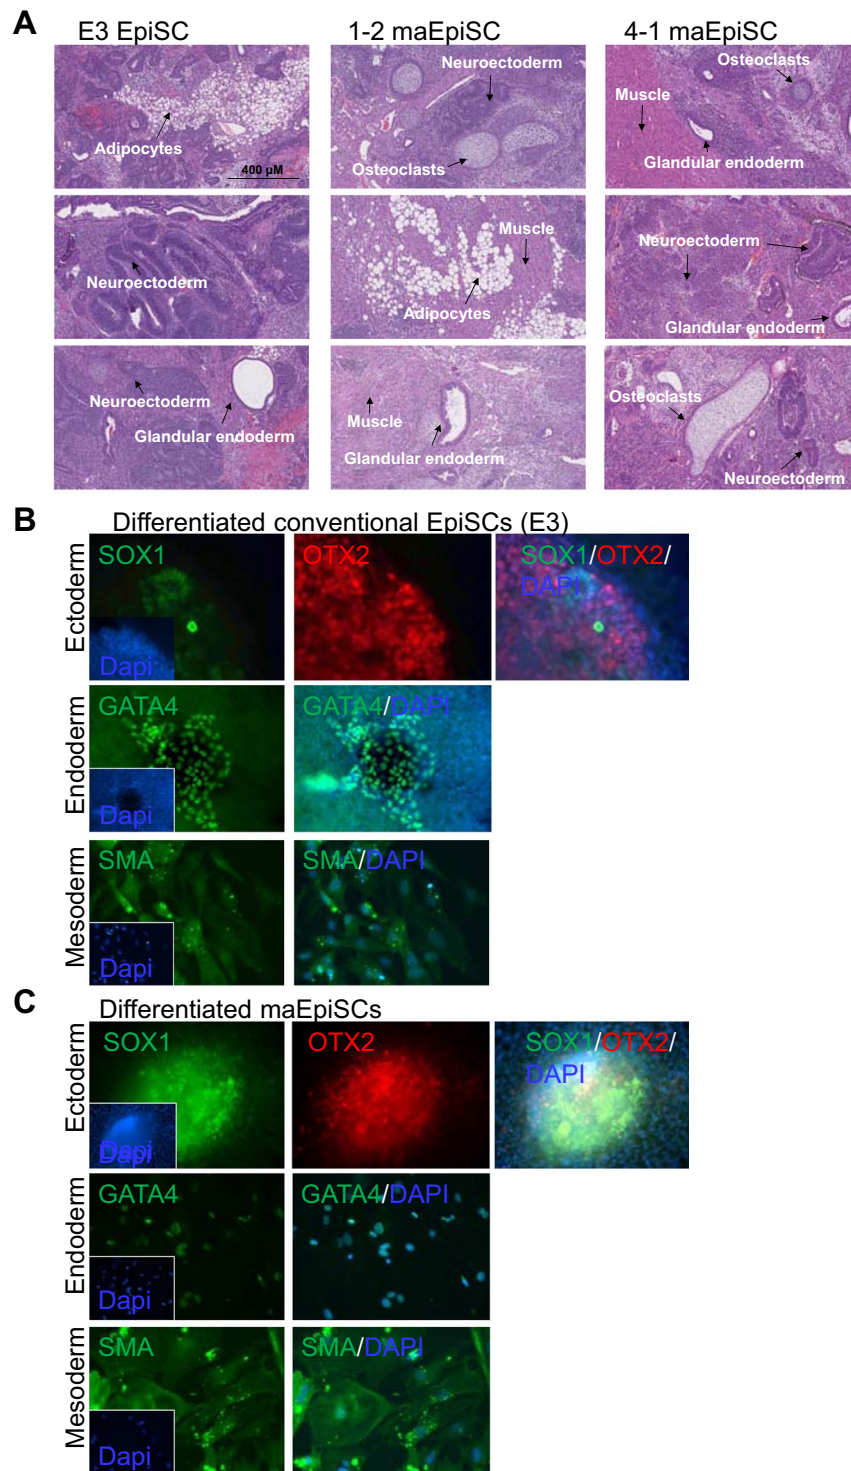 A
E3 EpiSC
1-2 maEpiSC
4-1 maEpiSC
Adipocytes
400 µM
Neuroectoderm
Osteoclasts
Osteoclasts
Muscle
Glandular endoderm
Neuroectoderm
Muscle
Adipocytes
Neuroectoderm
Glandular endoderm
Neuroectoderm
Glandular endoderm
Muscle
Glandular endoderm
Osteoclasts
Neuroectoderm
B
Differentiated conventional EpiSCs (E3)
Ectoderm
SOX1
Dapi
OTX2
SOX1/OTX2/
DAPI
Endoderm
GATA4
Dapi
GATA4/DAPI
Mesoderm
SMA
Dapi
SMA/DAPI
C
Differentiated maEpiSCs
Ectoderm
SOX1
Dapi
Dapi
OTX2
SOX1/OTX2/
DAPI
Endoderm
GATA4
Dapi
GATA4/DAPI
Mesoderm
SMA
Dapi
SMA/DAPI